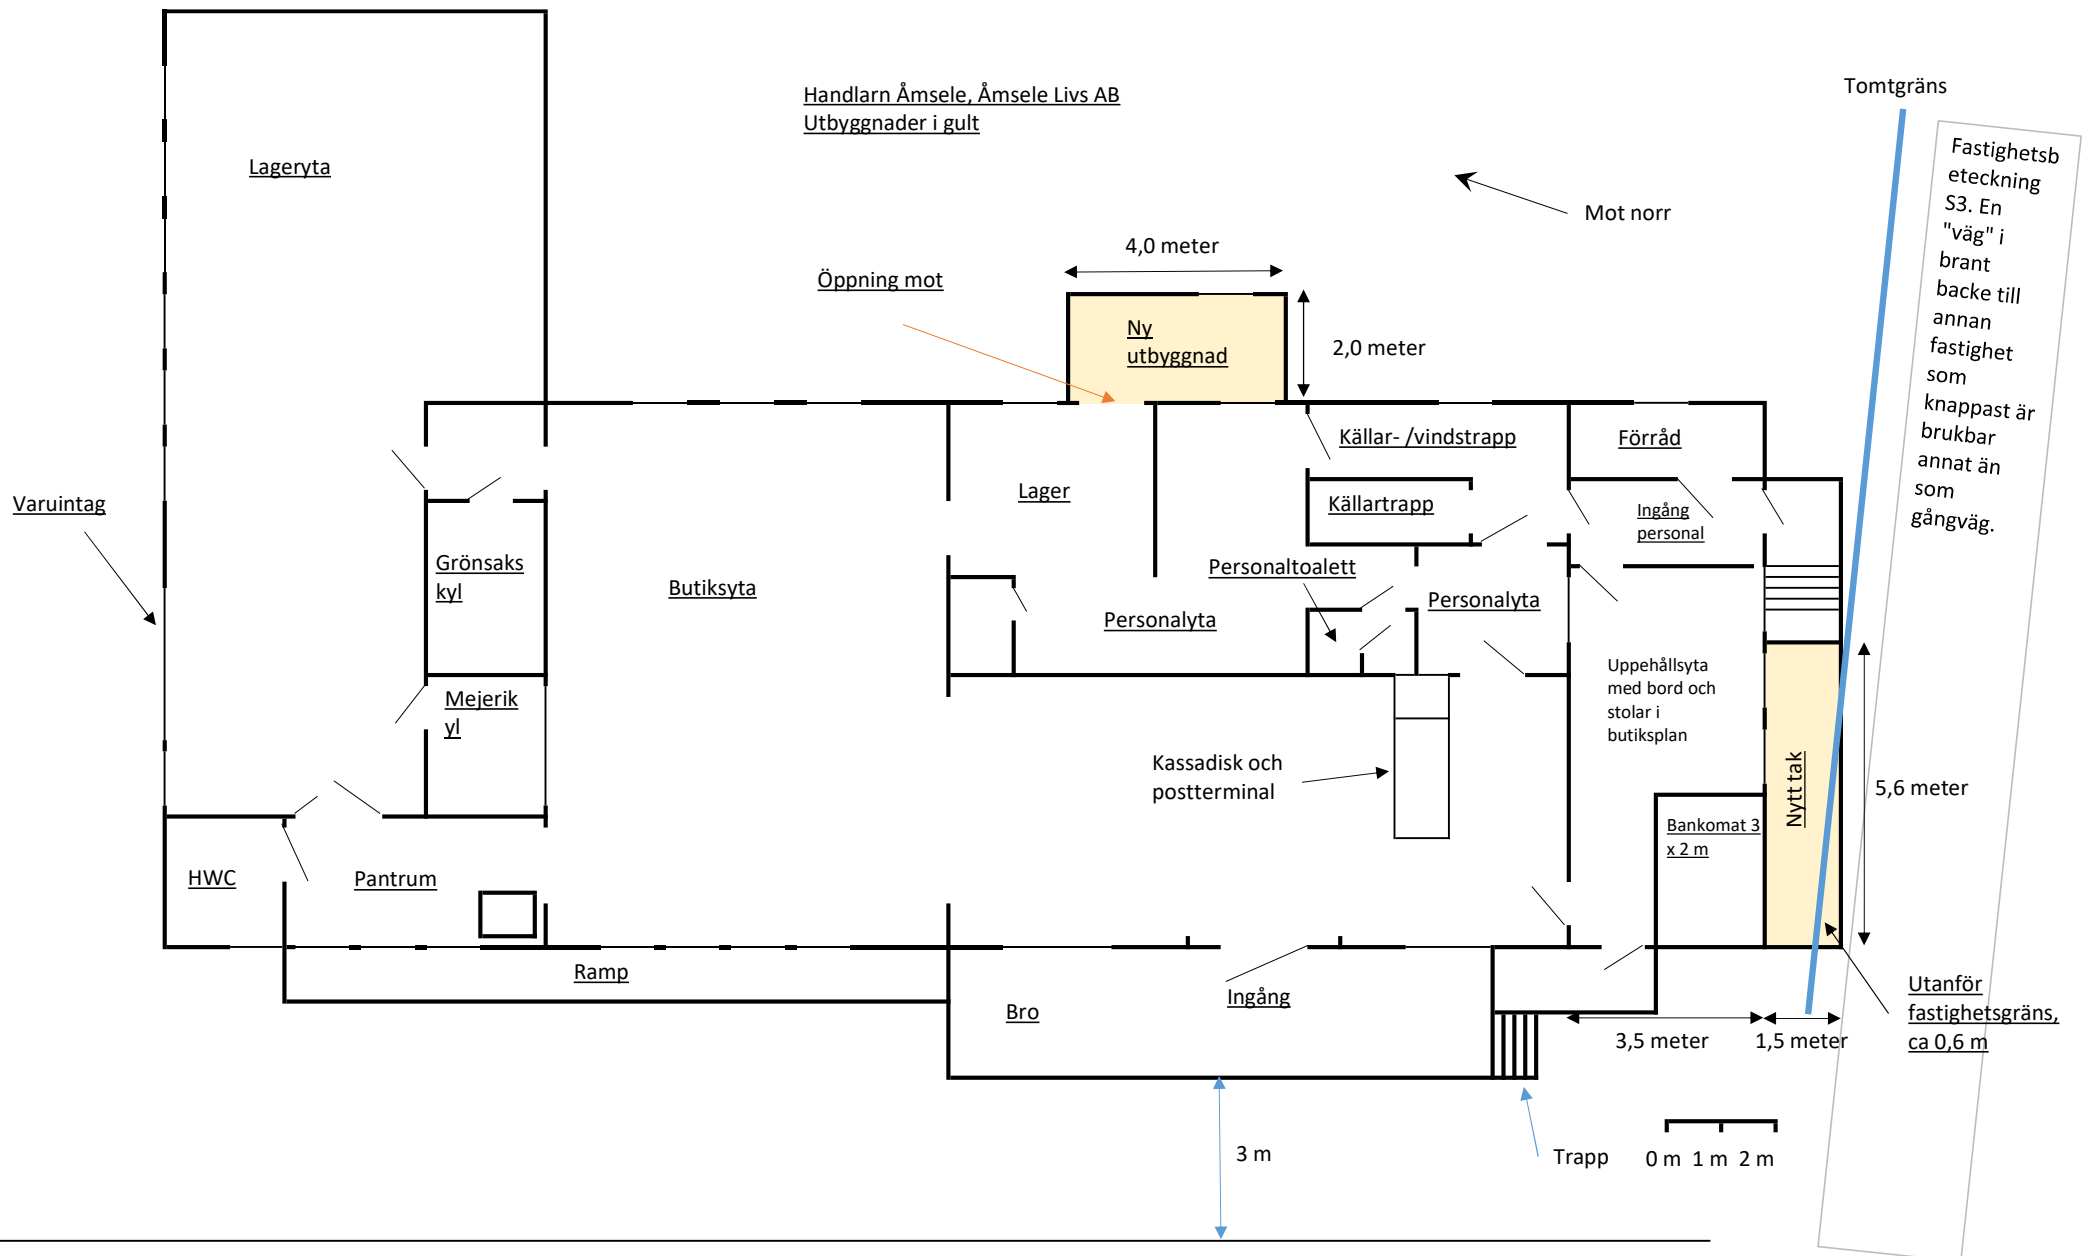 Handlarn Åmsele, Åmsele Livs AB
Utbyggnader i gult
Tomtgräns
Fastighetsb
eteckning
S3. En
"väg" i
brant
backe till
annan
fastighet
som
knappast är
brukbar
annat än
som
gångväg.
Lageryta
Mot norr
4,0 meter
Öppning mot
Ny
utbyggnad
2,0 meter
Källar- /vindstrapp
Förråd
Lager
Källartrapp
Ingång
personal
Varuintag
Grönsaks
kyl
Butiksyta
Personaltoalett
Personalyta
Personalyta
Mejerik
yl
Uppehållsyta
med bord och
stolar i
butiksplan
Kassadisk och
postterminal
Nytt tak
5,6 meter
Bankomat 3
x 2 m
HWC
Pantrum
Ramp
Ingång
Bro
Utanför
fastighetsgräns,
ca 0,6 m
3,5 meter
1,5 meter
3 m
Trapp
0 m 1 m 2 m